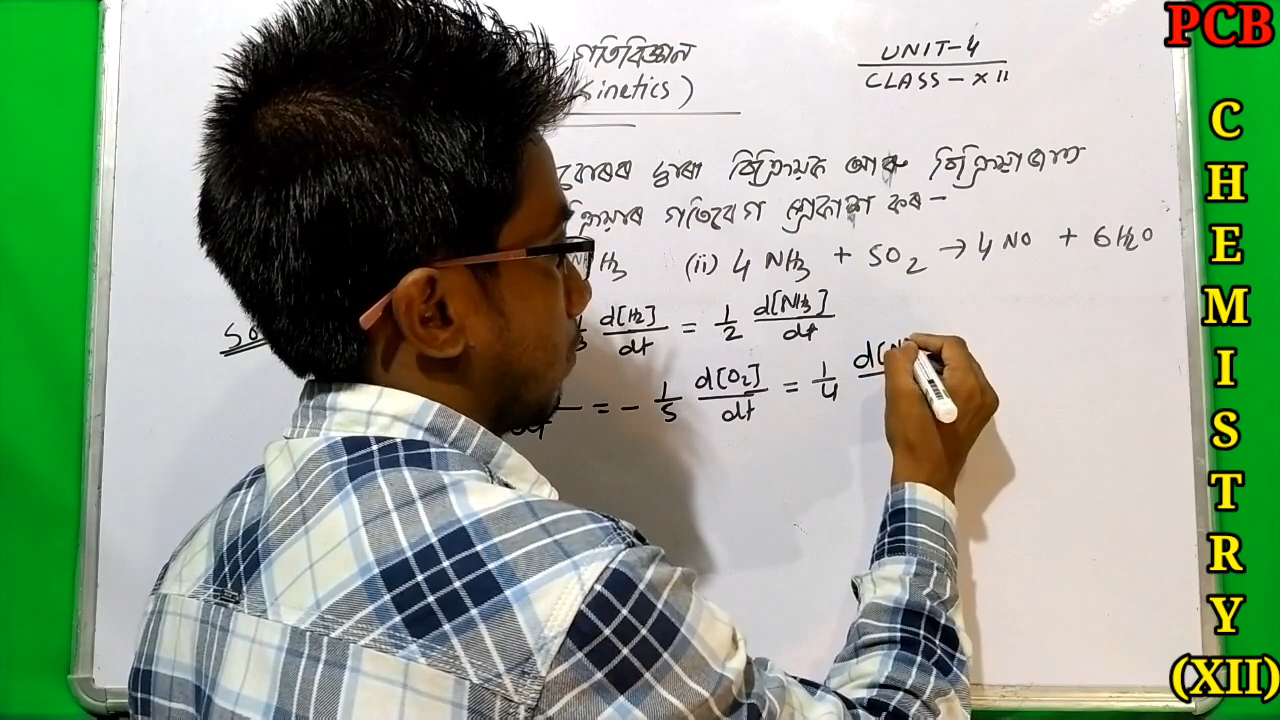 গতিবিজ্ঞান
Kinetics)
UNIT-4
CLASS-XII
দ্বাৰা বিক্ৰিয়ক আৰু বিক্ৰিয়াজাত
গতিবেগ প্ৰকাশ কৰ-
H₃ (ii) 4 NH₃ + 5O₂ → 4 NO + 6H₂O
So
d[H₂]/dt = 1/2 d[NH₃]/dt
= - 1/5 d[O₂]/dt = 1/4 d[N
PCB
CHEMISTRY
(XII)